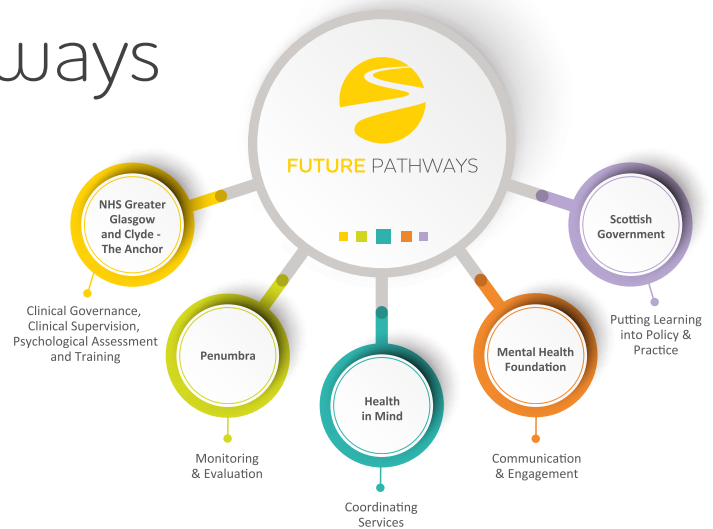 ways
FUTURE PATHWAYS
NHS Greater
Glasgow
and Clyde -
The Anchor
Clinical Governance,
Clinical Supervision,
Psychological Assessment
and Training
Penumbra
Monitoring
& Evaluation
Health
in Mind
Coordinating
Services
Mental Health
Foundation
Communication
& Engagement
Scottish
Government
Putting Learning
into Policy &
Practice